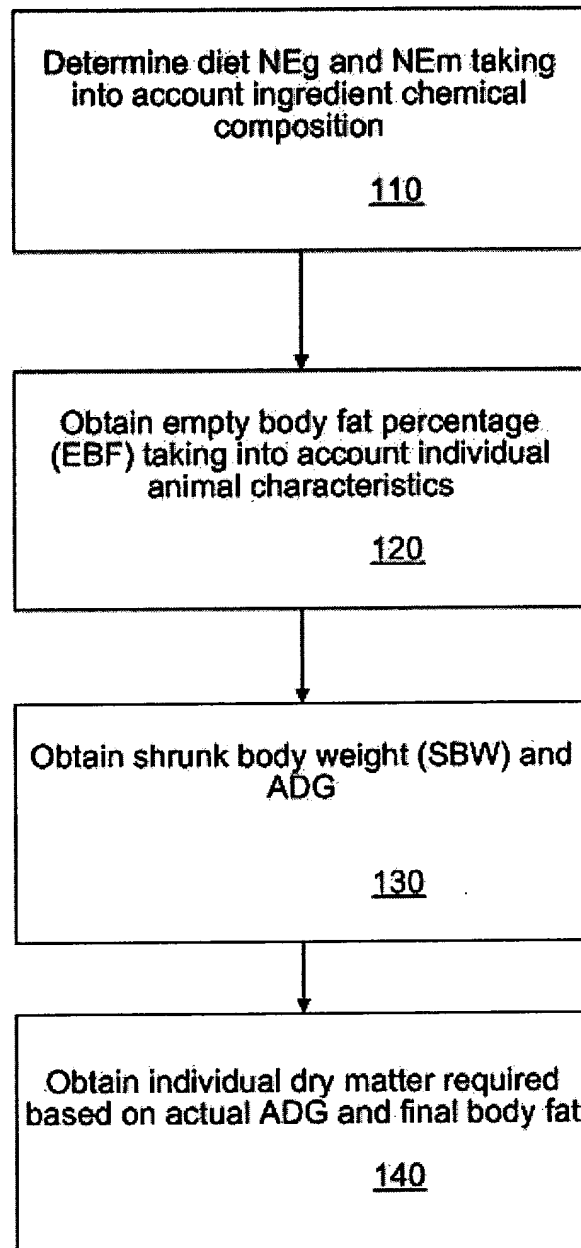 Determine diet NEg and NEm taking
into account ingredient chemical
composition
110
Obtain empty body fat percentage
(EBF) taking into account individual
animal characteristics
120
Obtain shrunk body weight (SBW) and
ADG
130
Obtain individual dry matter required
based on actual ADG and final body fat
140